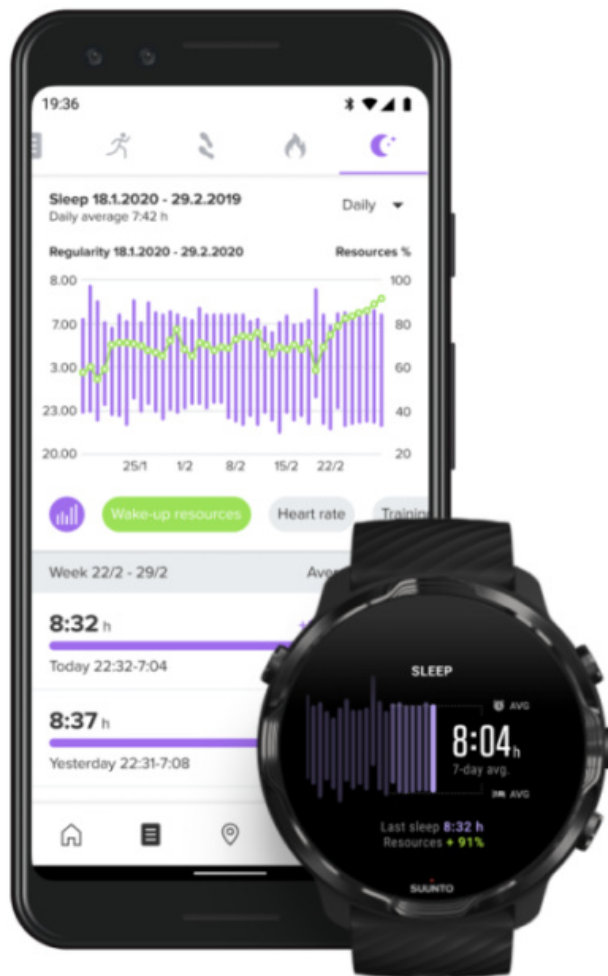 19:36
Sleep 18.1.2020 - 29.2.2019
Daily average 7:42 h
Daily
Regularity 18.1.2020 - 29.2.2020
Resources %
8.00
100
7.00
80
3.00
60
23.00
40
20.00
20
25/1 1/2 8/2 15/2 22/2
Wake-up resources
Heart rate
Training
Week 22/2 - 29/2
8:32 h
Today 22:32-7:04
8:37 h
Yesterday 22:31-7:08
SLEEP
AVG
8:04 h
7-day avg.
AVG
Last sleep 8:32 h
Resources + 91%
SUUNTO